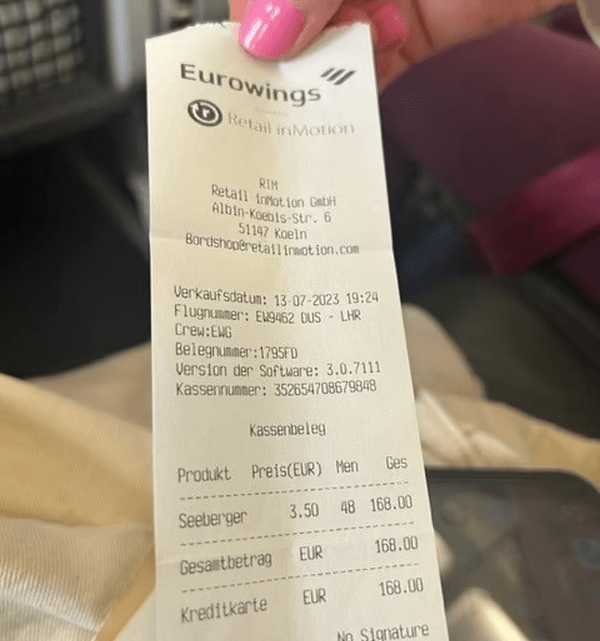 Eurowings
Retail inMotion
RIM
Retail inMotion GmbH
Albin-Koebis-Str. 6
51147 Koeln
Bordshop@retailinmotion.com
Verkaufsdatum: 13-07-2023 19:24
Flugnummer: EW9462 DUS - LHR
Crew:EWG
Belegnummer:1795FD
Version der Software: 3.0.7111
Kassennummer: 352654708679848
Kassenbeleg
Produkt Preis(EUR) Men Ges
Seeberger 3.50 48 168.00
Gesamtbetrag EUR 168.00
Kreditkarte EUR 168.00
No Signature